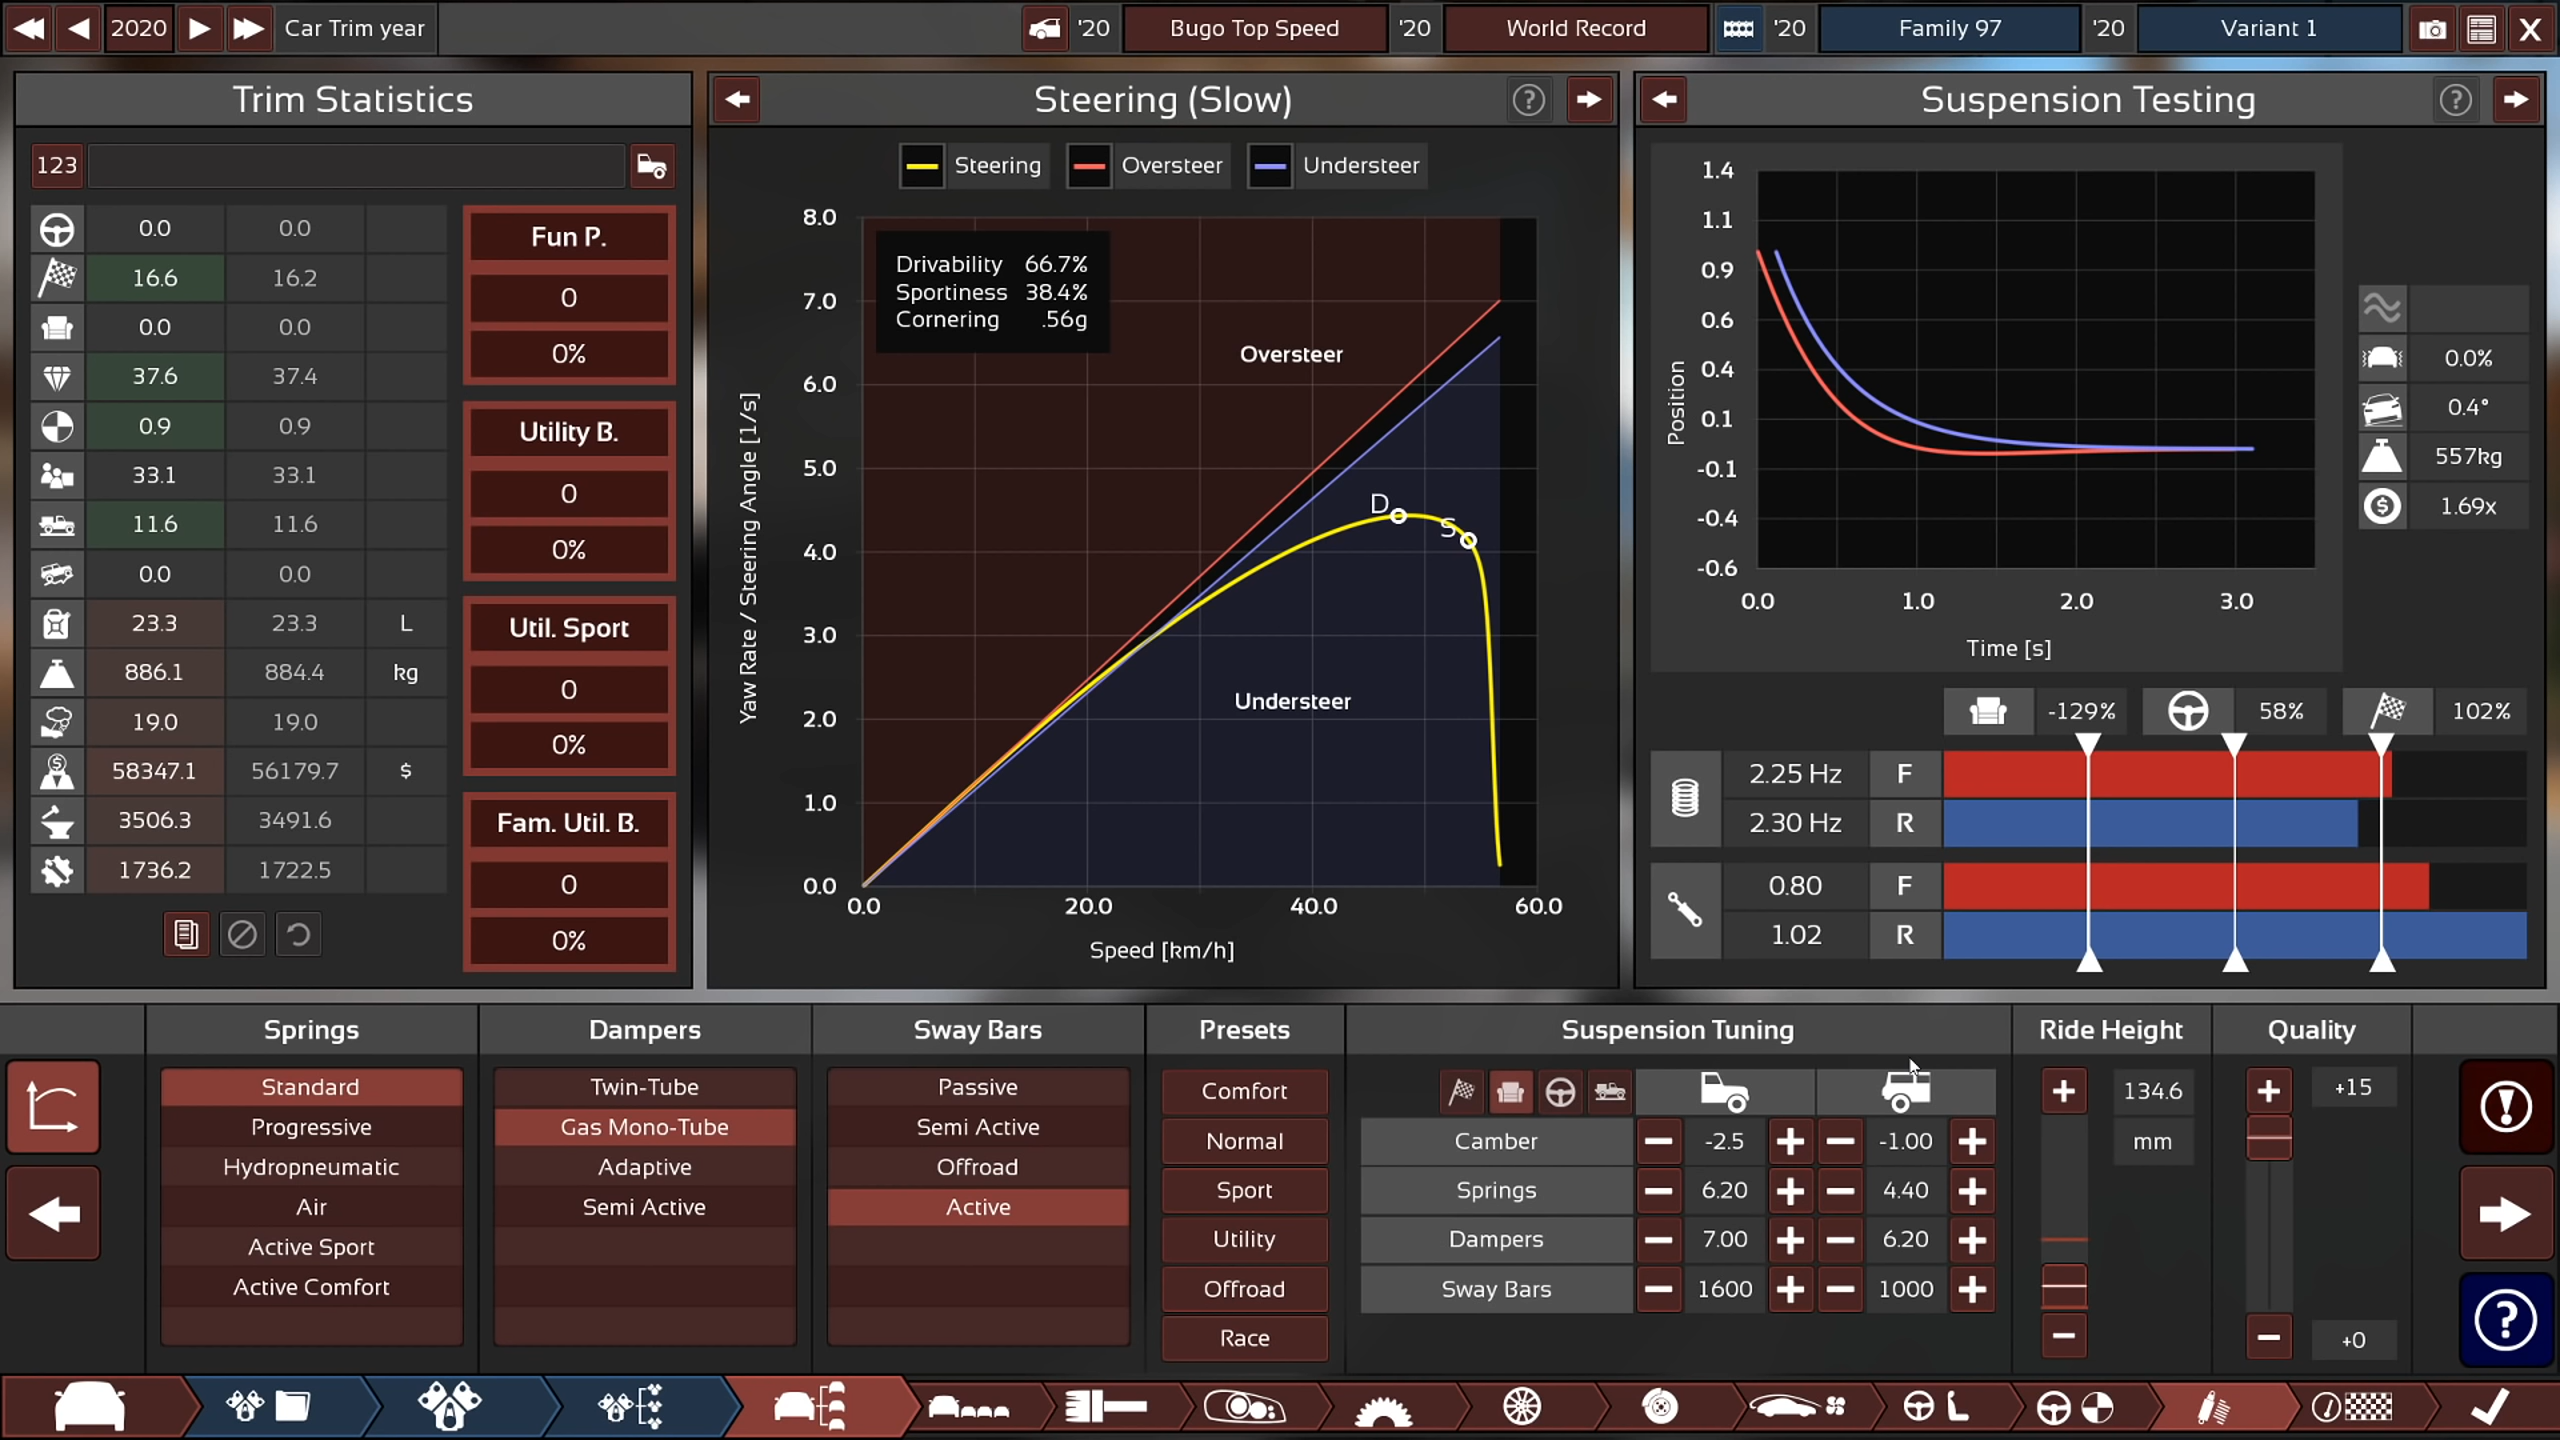 2020 Car Trim year '20 Bugo Top Speed '20 World Record '20 Family 97 '20 Variant 1 X
Trim Statistics
123
0.0 0.0
16.6 16.2
0.0 0.0
37.6 37.4
0.9 0.9
33.1 33.1
11.6 11.6
0.0 0.0
23.3 23.3 L
886.1 884.4 kg
19.0 19.0
58347.1 56179.7 $
3506.3 3491.6
1736.2 1722.5
Fun P.
0
0%
Utility B.
0
0%
Util. Sport
0
0%
Fam. Util. B.
0
0%
Steering (Slow) ?
Steering Oversteer Understeer
Drivability 66.7%
Sportiness 38.4%
Cornering .56g
Oversteer
Understeer
D
S
Yaw Rate / Steering Angle [1/s]
8.0
7.0
6.0
5.0
4.0
3.0
2.0
1.0
0.0
0.0 20.0 40.0 60.0
Speed [km/h]
Suspension Testing ?
Position
1.4
1.1
0.9
0.6
0.4
0.1
-0.1
-0.4
-0.6
0.0 1.0 2.0 3.0
Time [s]
0.0%
0.4°
557kg
1.69x
-129% 58% 102%
2.25 Hz F
2.30 Hz R
0.80 F
1.02 R
Springs
Standard
Progressive
Hydropneumatic
Air
Active Sport
Active Comfort
Dampers
Twin-Tube
Gas Mono-Tube
Adaptive
Semi Active
Sway Bars
Passive
Semi Active
Offroad
Active
Presets
Comfort
Normal
Sport
Utility
Offroad
Race
Suspension Tuning
Camber -2.5 -1.00
Springs 6.20 4.40
Dampers 7.00 6.20
Sway Bars 1600 1000
Ride Height
134.6
mm
Quality
+15
+0
!
?